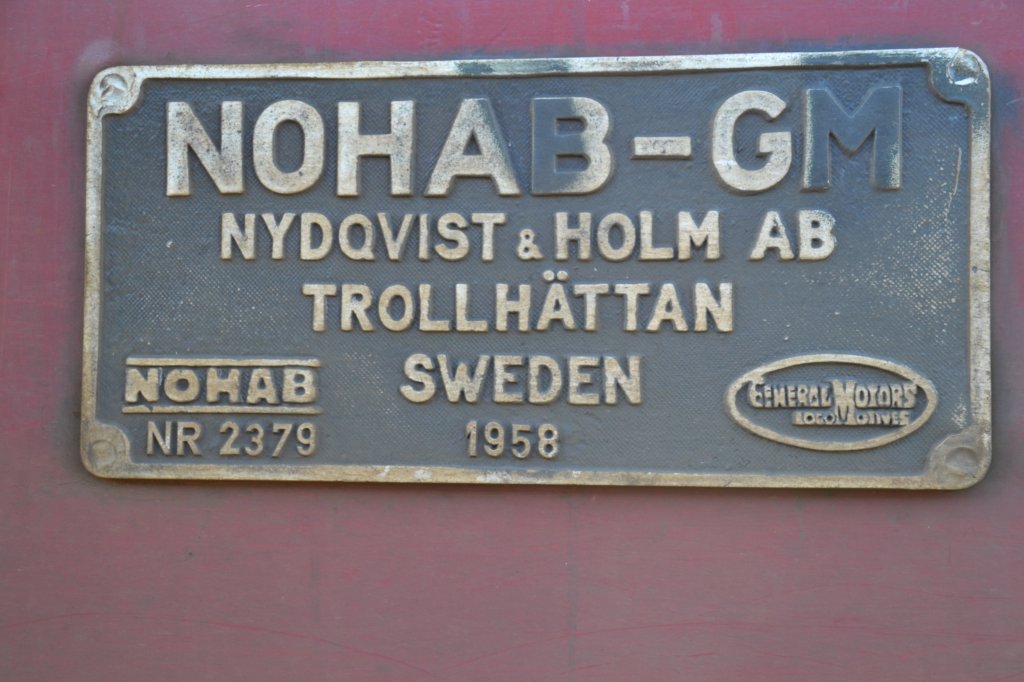 NOHAB-GM
NYDQVIST & HOLM AB
TROLLHÄTTAN
SWEDEN
NOHAB
NR 2379
1958
GENERAL MOTORS
LOCOMOTIVES